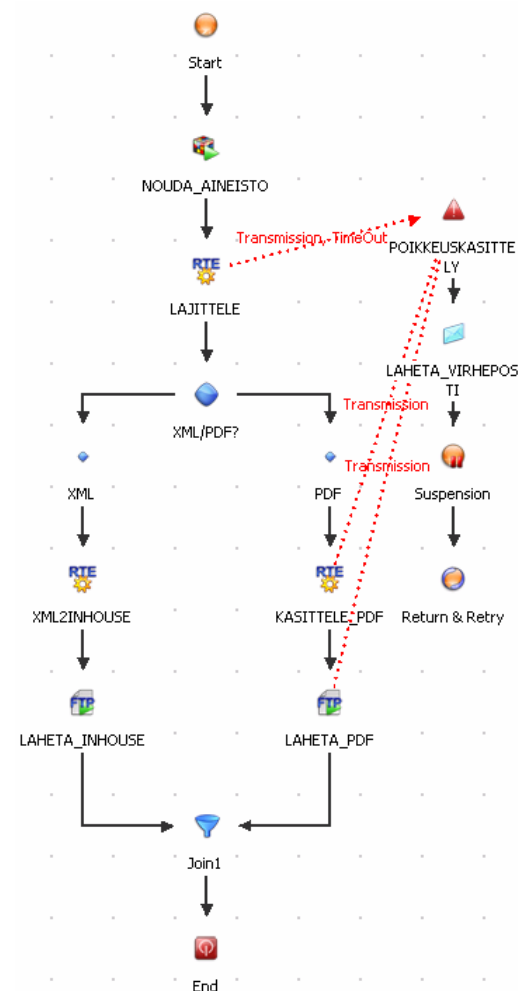 Start
NOUDA_AINEISTO
Transmission, TimeOut
POIKKEUSKASITTE
LY
RTE
LAJITTELE
LAHETA_VIRHEPOS
TI
Transmission
XML/PDF?
Transmission
XML
PDF
Suspension
RTE
RTE
XML2INHOUSE
KASITTELE_PDF
Return & Retry
FTP
FTP
LAHETA_INHOUSE
LAHETA_PDF
Join1
End